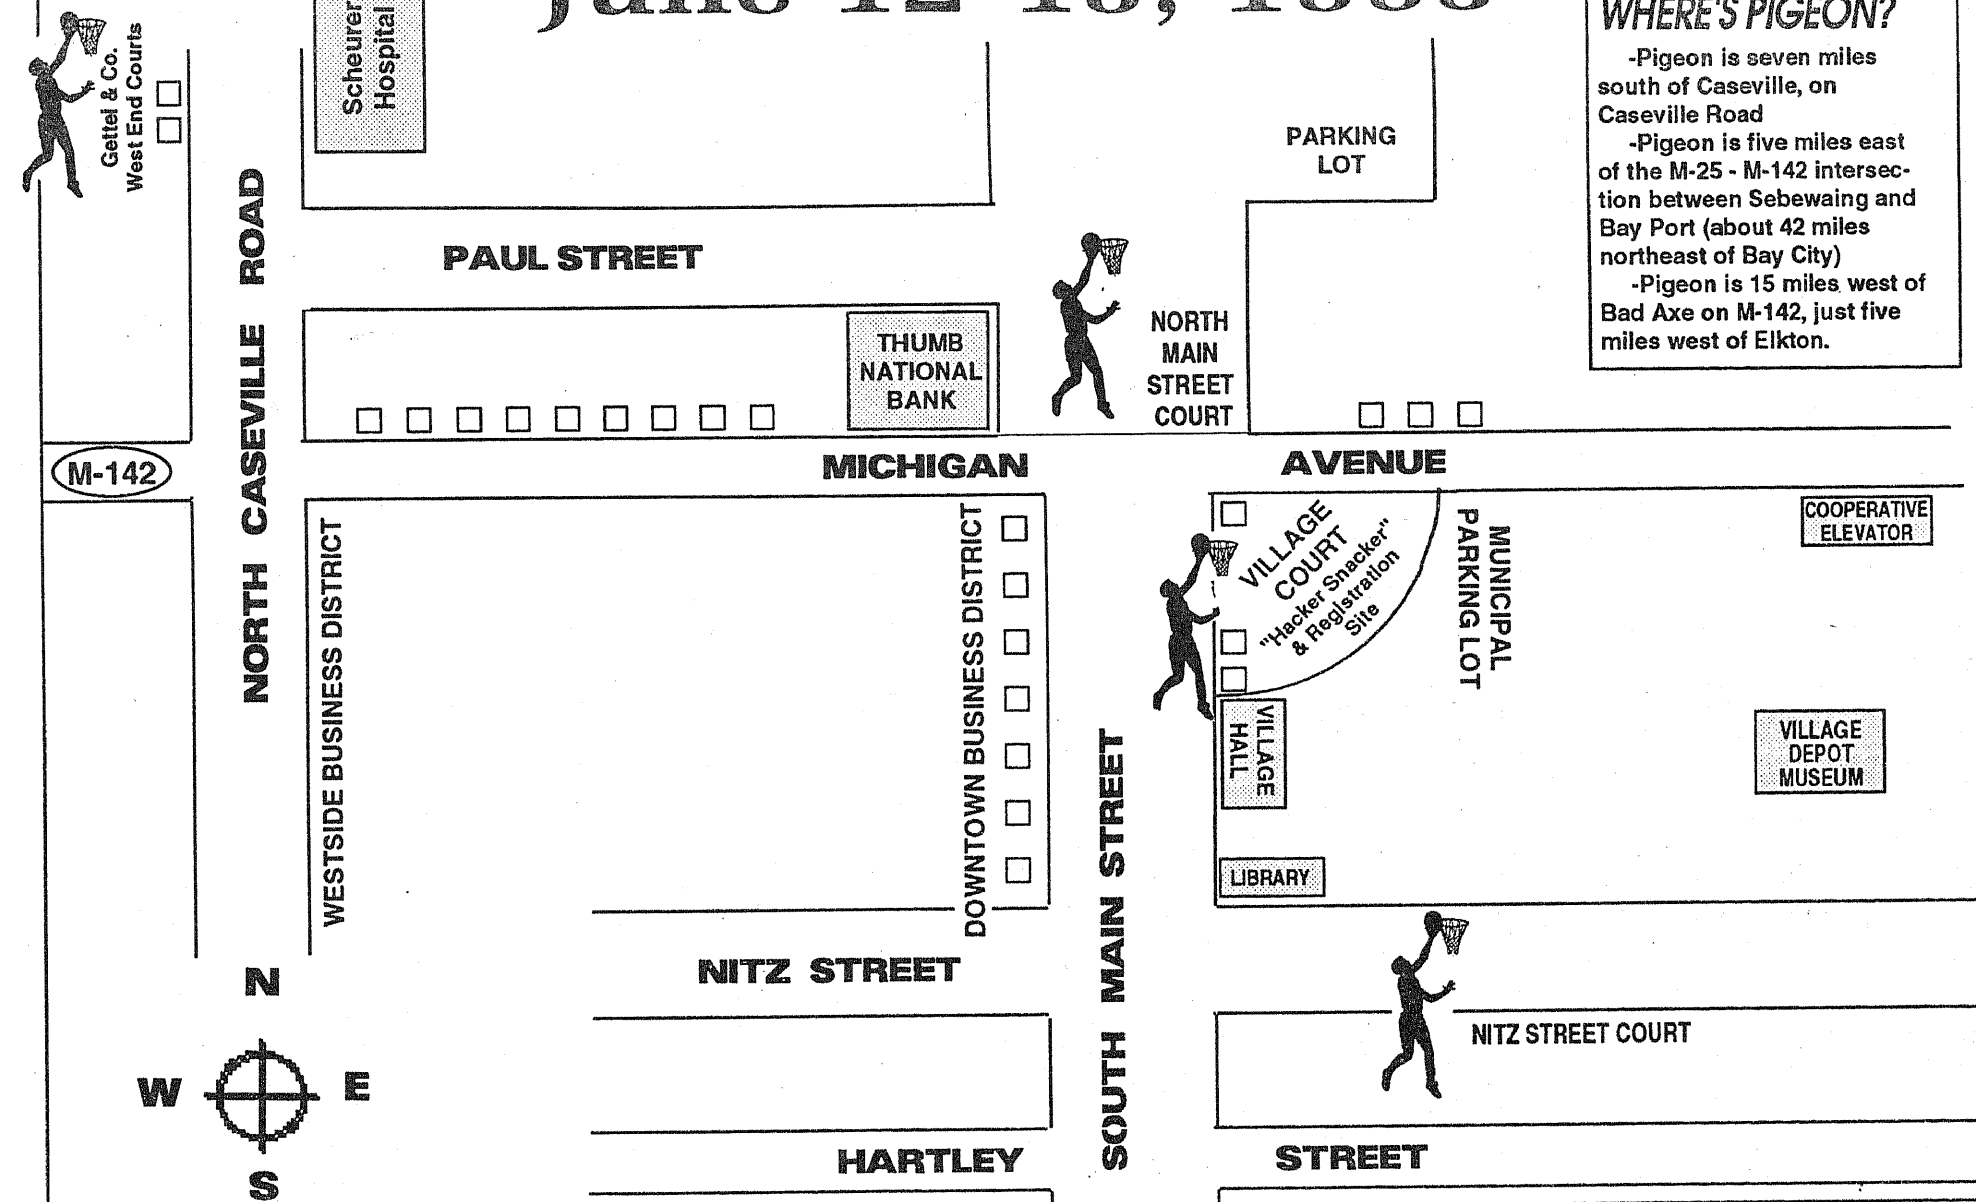 June 12-13, 1993
WHERE'S PIGEON?
-Pigeon is seven miles
south of Caseville, on
Caseville Road
-Pigeon is five miles east
of the M-25 - M-142 intersec-
tion between Sebewaing and
Bay Port (about 42 miles
northeast of Bay City)
-Pigeon is 15 miles west of
Bad Axe on M-142, just five
miles west of Elkton.
Gettel & Co.
West End Courts
Scheurer
Hospital
PARKING
LOT
NORTH CASEVILLE ROAD
PAUL STREET
THUMB
NATIONAL
BANK
NORTH
MAIN
STREET
COURT
M-142
MICHIGAN AVENUE
WESTSIDE BUSINESS DISTRICT
DOWNTOWN BUSINESS DISTRICT
VILLAGE
COURT
"Hacker Snacker"
& Registration
Site
MUNICIPAL
PARKING LOT
COOPERATIVE
ELEVATOR
VILLAGE
HALL
VILLAGE
DEPOT
MUSEUM
LIBRARY
SOUTH MAIN STREET
NITZ STREET
NITZ STREET COURT
N
W E
S
HARTLEY STREET